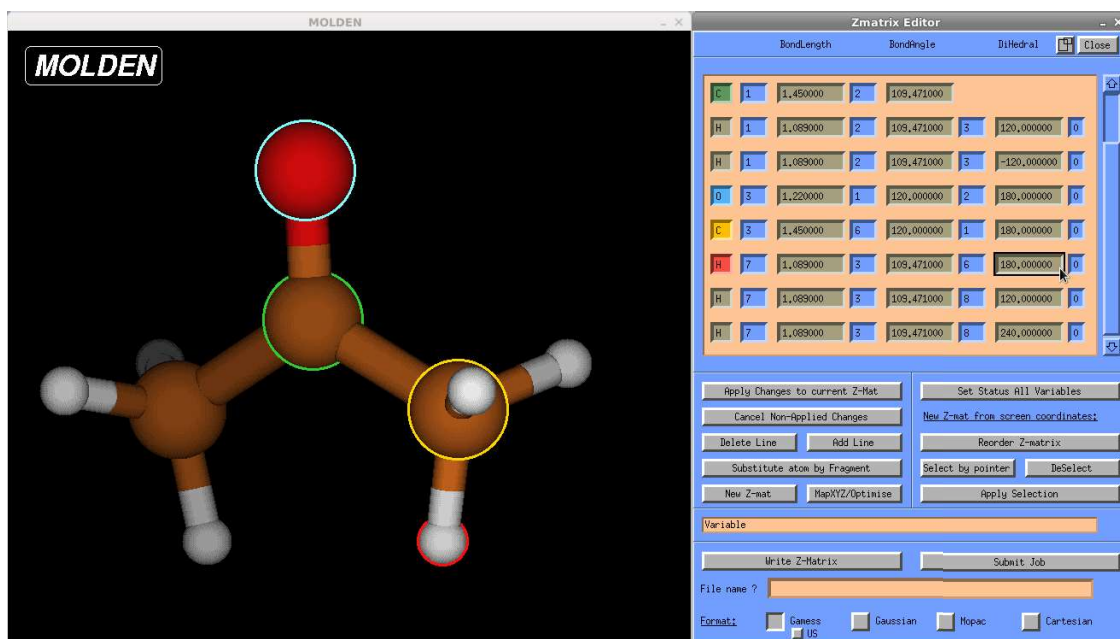 MOLDEN
MOLDEN
Zmatrix Editor
BondLength BondAngle DiHedral Close
C 1 1.450000 2 109.471000
H 1 1.089000 2 109.471000 3 120.000000 0
H 1 1.089000 2 109.471000 3 -120.000000 0
O 3 1.220000 1 120.000000 2 180.000000 0
C 3 1.450000 6 120.000000 1 180.000000 0
H 7 1.089000 3 109.471000 6 180.000000 0
H 7 1.089000 3 109.471000 8 120.000000 0
H 7 1.089000 3 109.471000 8 240.000000 0
Apply Changes to current Z-Mat Set Status All Variables
Cancel Non-Applied Changes New Z-mat from screen coordinates:
Delete Line Add Line Reorder Z-matrix
Substitute atom by Fragment Select by pointer DeSelect
New Z-mat MapXYZ/Optimise Apply Selection
Variable
Write Z-Matrix Submit Job
File name ?
Format: Gamess Gaussian Mopac Cartesian
US